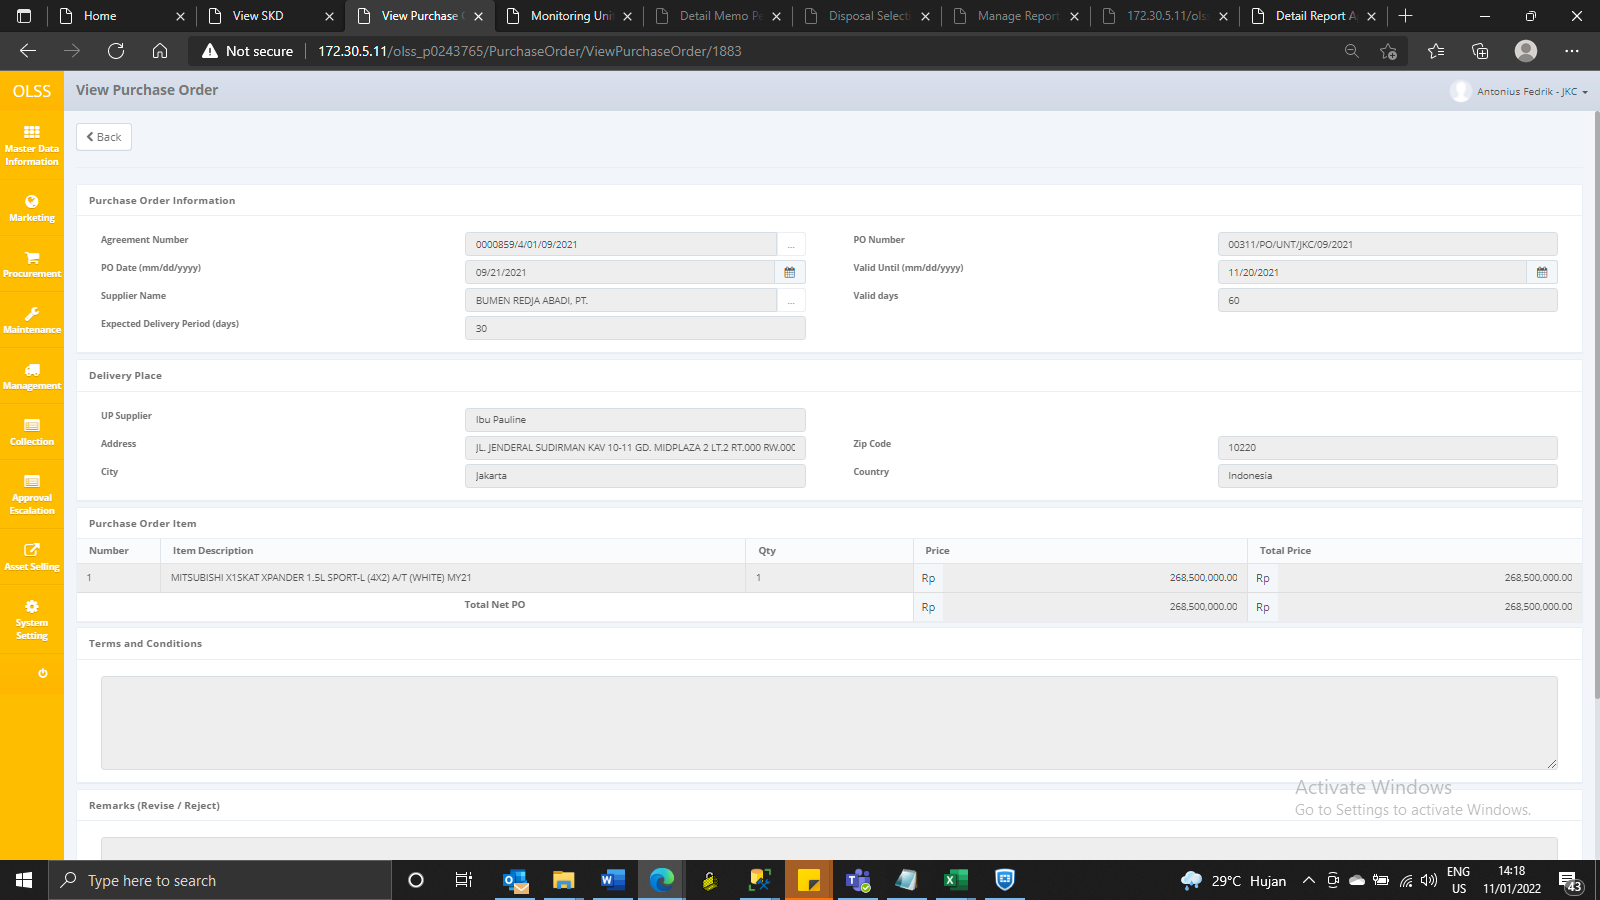 Home
View SKD
View Purchase
Monitoring Uni
Detail Memo Pe
Disposal Select
Manage Report
172.30.5.11/ols
Detail Report A
Not secure
172.30.5.11/olss_p0243765/PurchaseOrder/ViewPurchaseOrder/1883
OLSS
View Purchase Order
Antonius Fedrik - JKC
Back
Master Data
Information
Marketing
Procurement
Maintenance
Management
Collection
Approval
Escalation
Asset Selling
System
Setting
Purchase Order Information
Agreement Number
0000859/4/01/09/2021
...
PO Number
00311/PO/UNT/JKC/09/2021
PO Date (mm/dd/yyyy)
09/21/2021
Valid Until (mm/dd/yyyy)
11/20/2021
Supplier Name
BUMEN REDJA ABADI, PT.
...
Valid days
60
Expected Delivery Period (days)
30
Delivery Place
UP Supplier
Ibu Pauline
Address
JL. JENDERAL SUDIRMAN KAV 10-11 GD. MIDPLAZA 2 LT.2 RT.000 RW.000
Zip Code
10220
City
Jakarta
Country
Indonesia
Purchase Order Item
Number Item Description Qty Price Total Price
1 MITSUBISHI X1SKAT XPANDER 1.5L SPORT-L (4X2) A/T (WHITE) MY21 1 Rp 268,500,000.00 Rp 268,500,000.00
Total Net PO Rp 268,500,000.00 Rp 268,500,000.00
Terms and Conditions
Remarks (Revise / Reject)
Activate Windows
Go to Settings to activate Windows.
Type here to search
29°C Hujan
ENG
US
14:18
11/01/2022
43